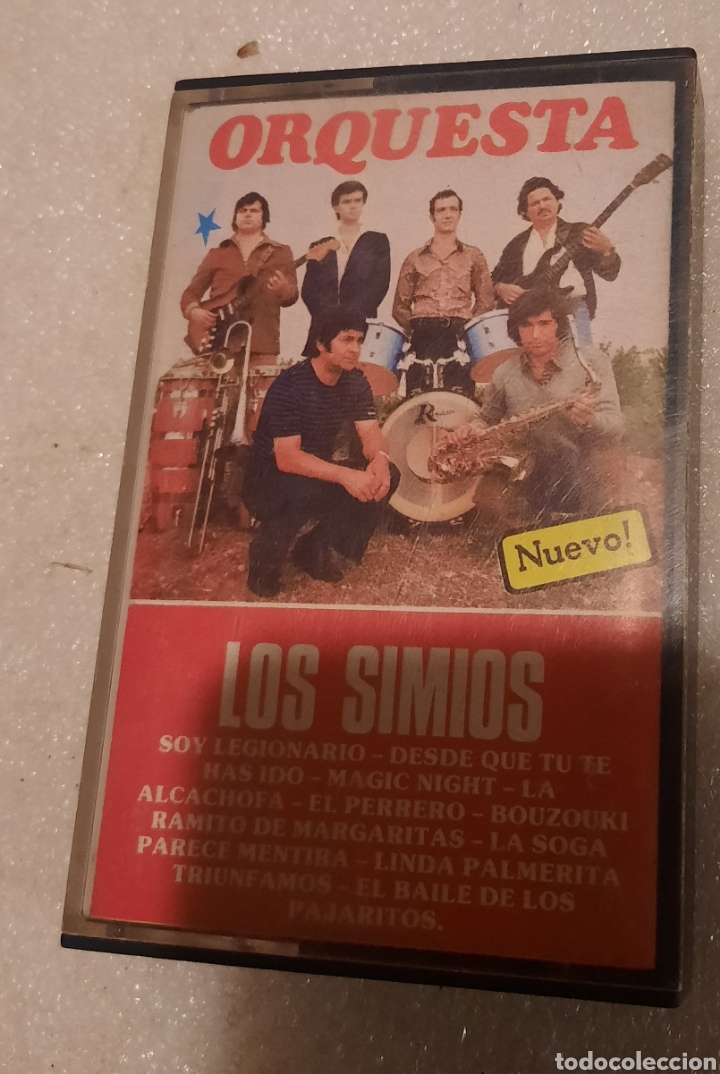 ORQUESTA
Nuevo!
LOS SIMIOS
SOY LEGIONARIO - DESDE QUE TU TE
HAS IDO - MAGIC NIGHT - LA
ALCACHOFA - EL PERRERO - BOUZOUKI
RAMITO DE MARGARITAS - LA SOGA
PARECE MENTIRA - LINDA PALMERITA
TRIUNFAMOS - EL BAILE DE LOS
PAJARITOS.
todocoleccion